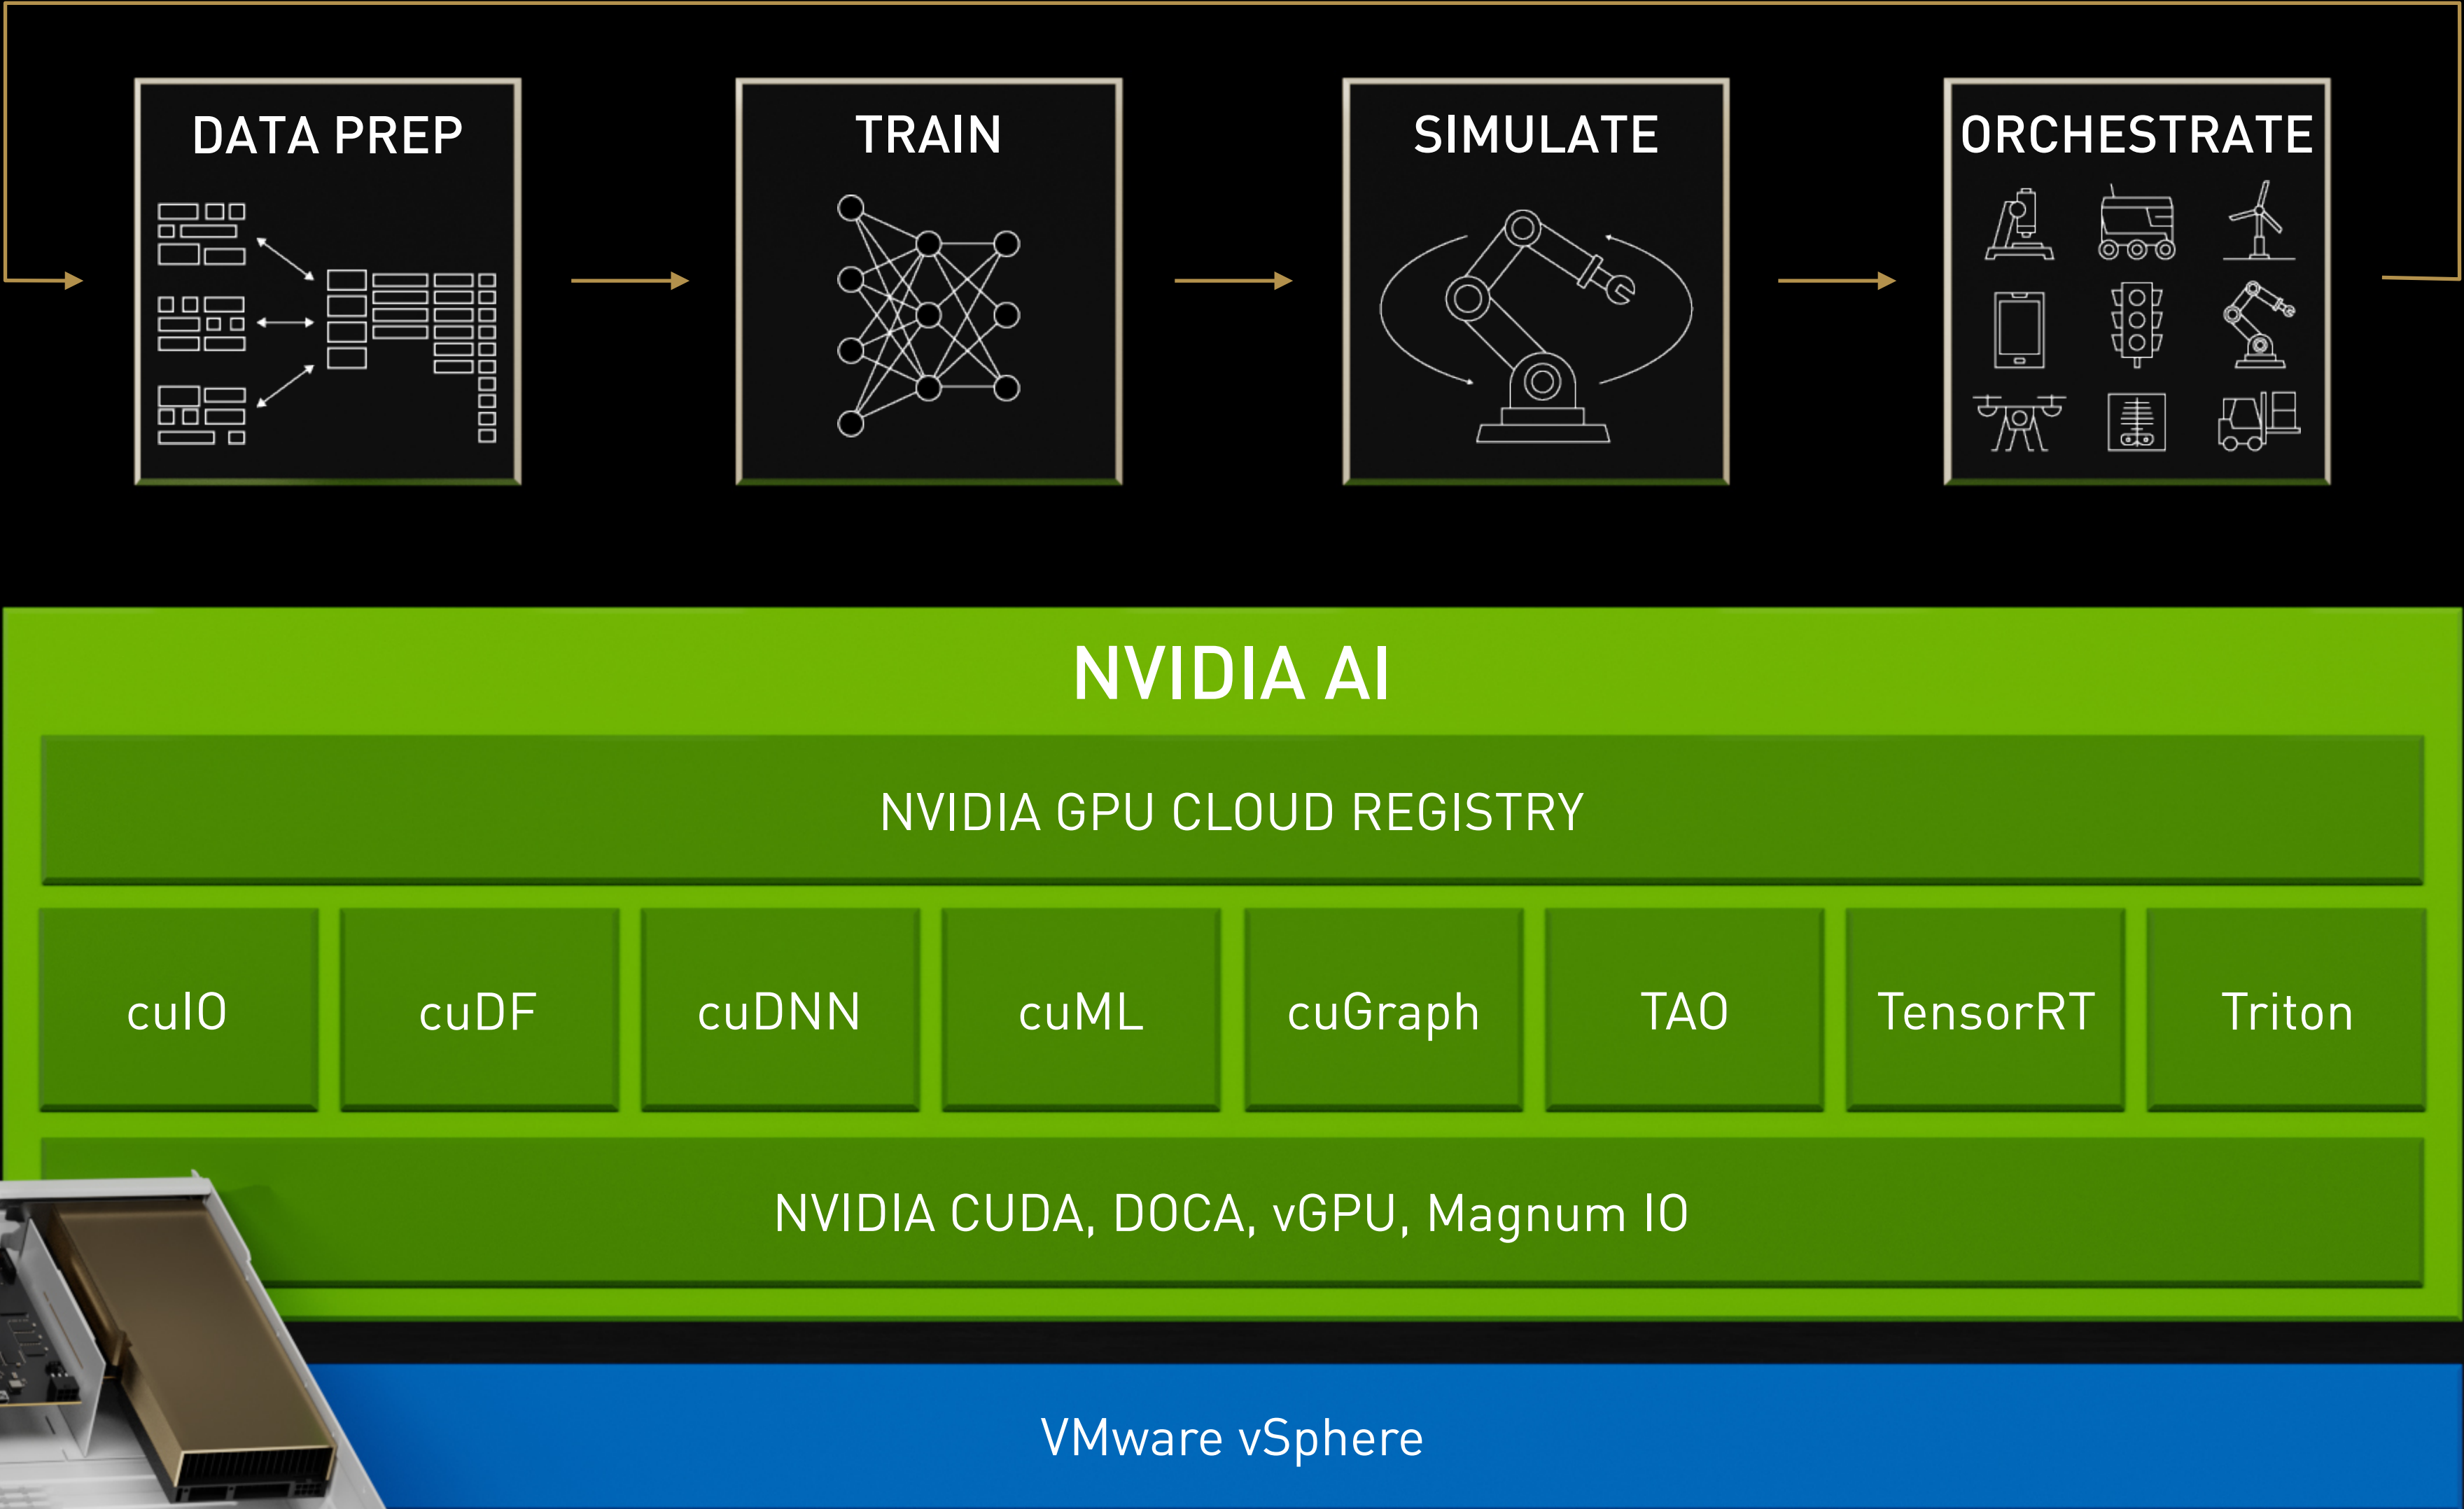 DATA PREP
TRAIN
SIMULATE
ORCHESTRATE
NVIDIA AI
NVIDIA GPU CLOUD REGISTRY
cuIO
cuDF
cuDNN
cuML
cuGraph
TAO
TensorRT
Triton
NVIDIA CUDA, DOCA, vGPU, Magnum IO
VMware vSphere